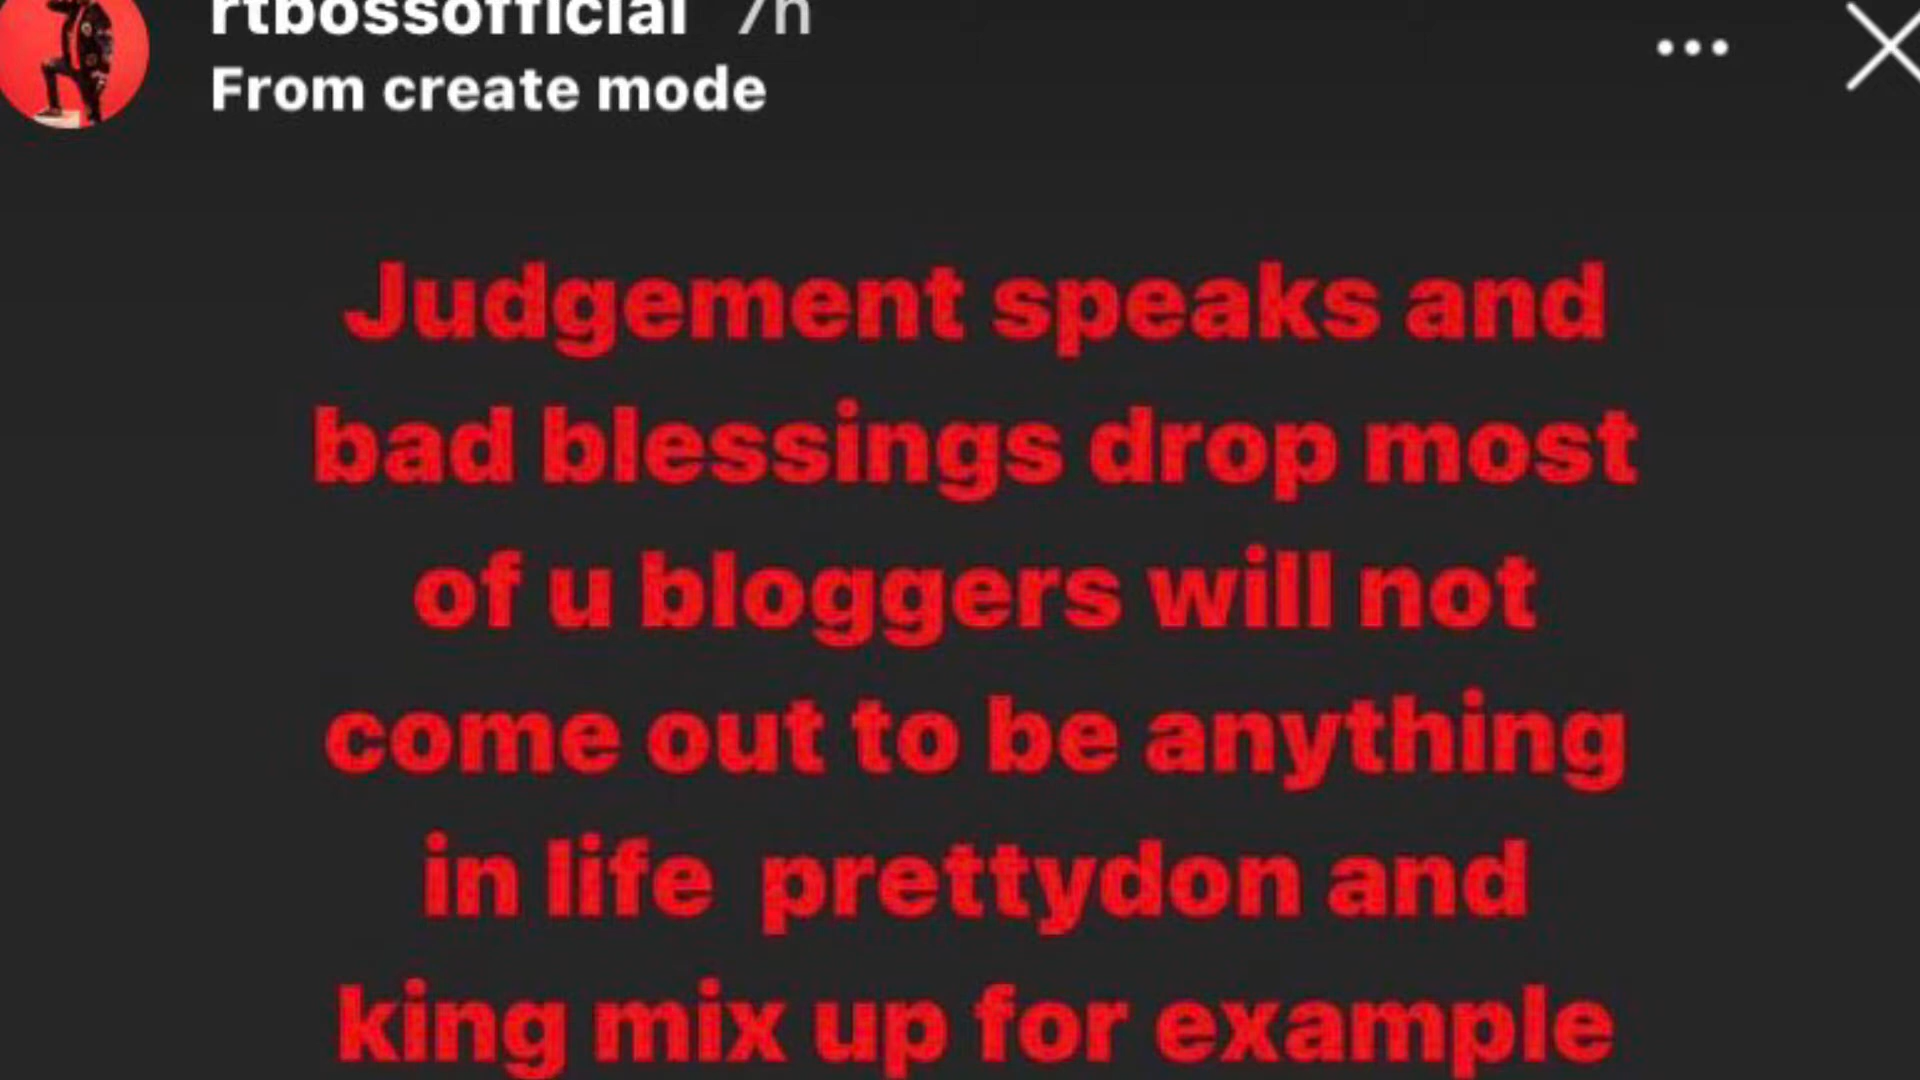 rtbossofficial 7h
From create mode
Judgement speaks and
bad blessings drop most
of u bloggers will not
come out to be anything
in life prettydon and
king mix up for example